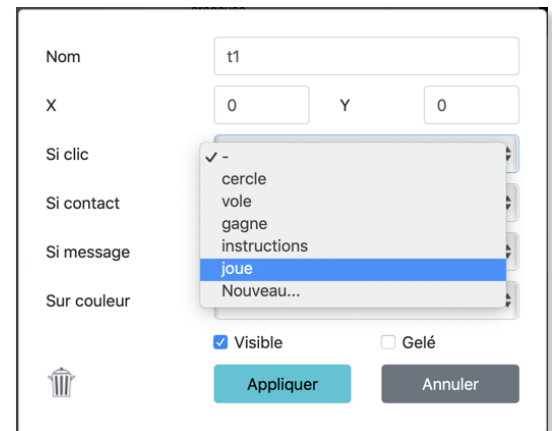 Nom t1
X 0 Y 0
Si clic
✓ -
cercle
Si contact
vole
gagne
Si message
instructions
joue
Sur couleur
Nouveau...
Visible Gelé
Appliquer Annuler